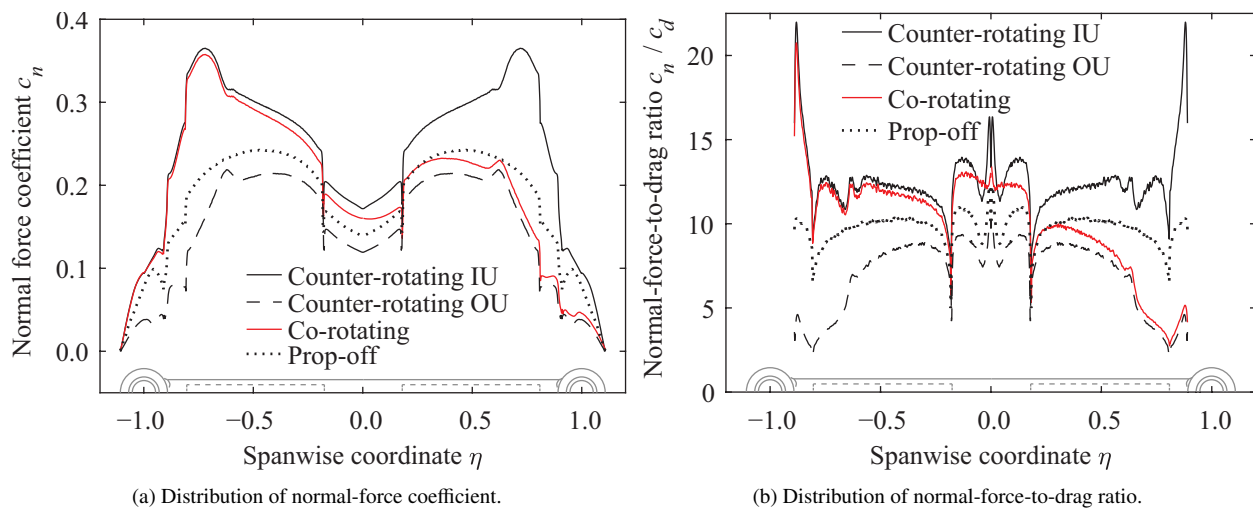 Normal force coefficient c_n
0.4
0.3
0.2
0.1
0.0
Counter-rotating IU
Counter-rotating OU
Co-rotating
Prop-off
−1.0 −0.5 0.0 0.5 1.0
Spanwise coordinate η
(a) Distribution of normal-force coefficient.
Normal-force-to-drag ratio c_n / c_d
20
15
10
5
0
Counter-rotating IU
Counter-rotating OU
Co-rotating
Prop-off
−1.0 −0.5 0.0 0.5 1.0
Spanwise coordinate η
(b) Distribution of normal-force-to-drag ratio.